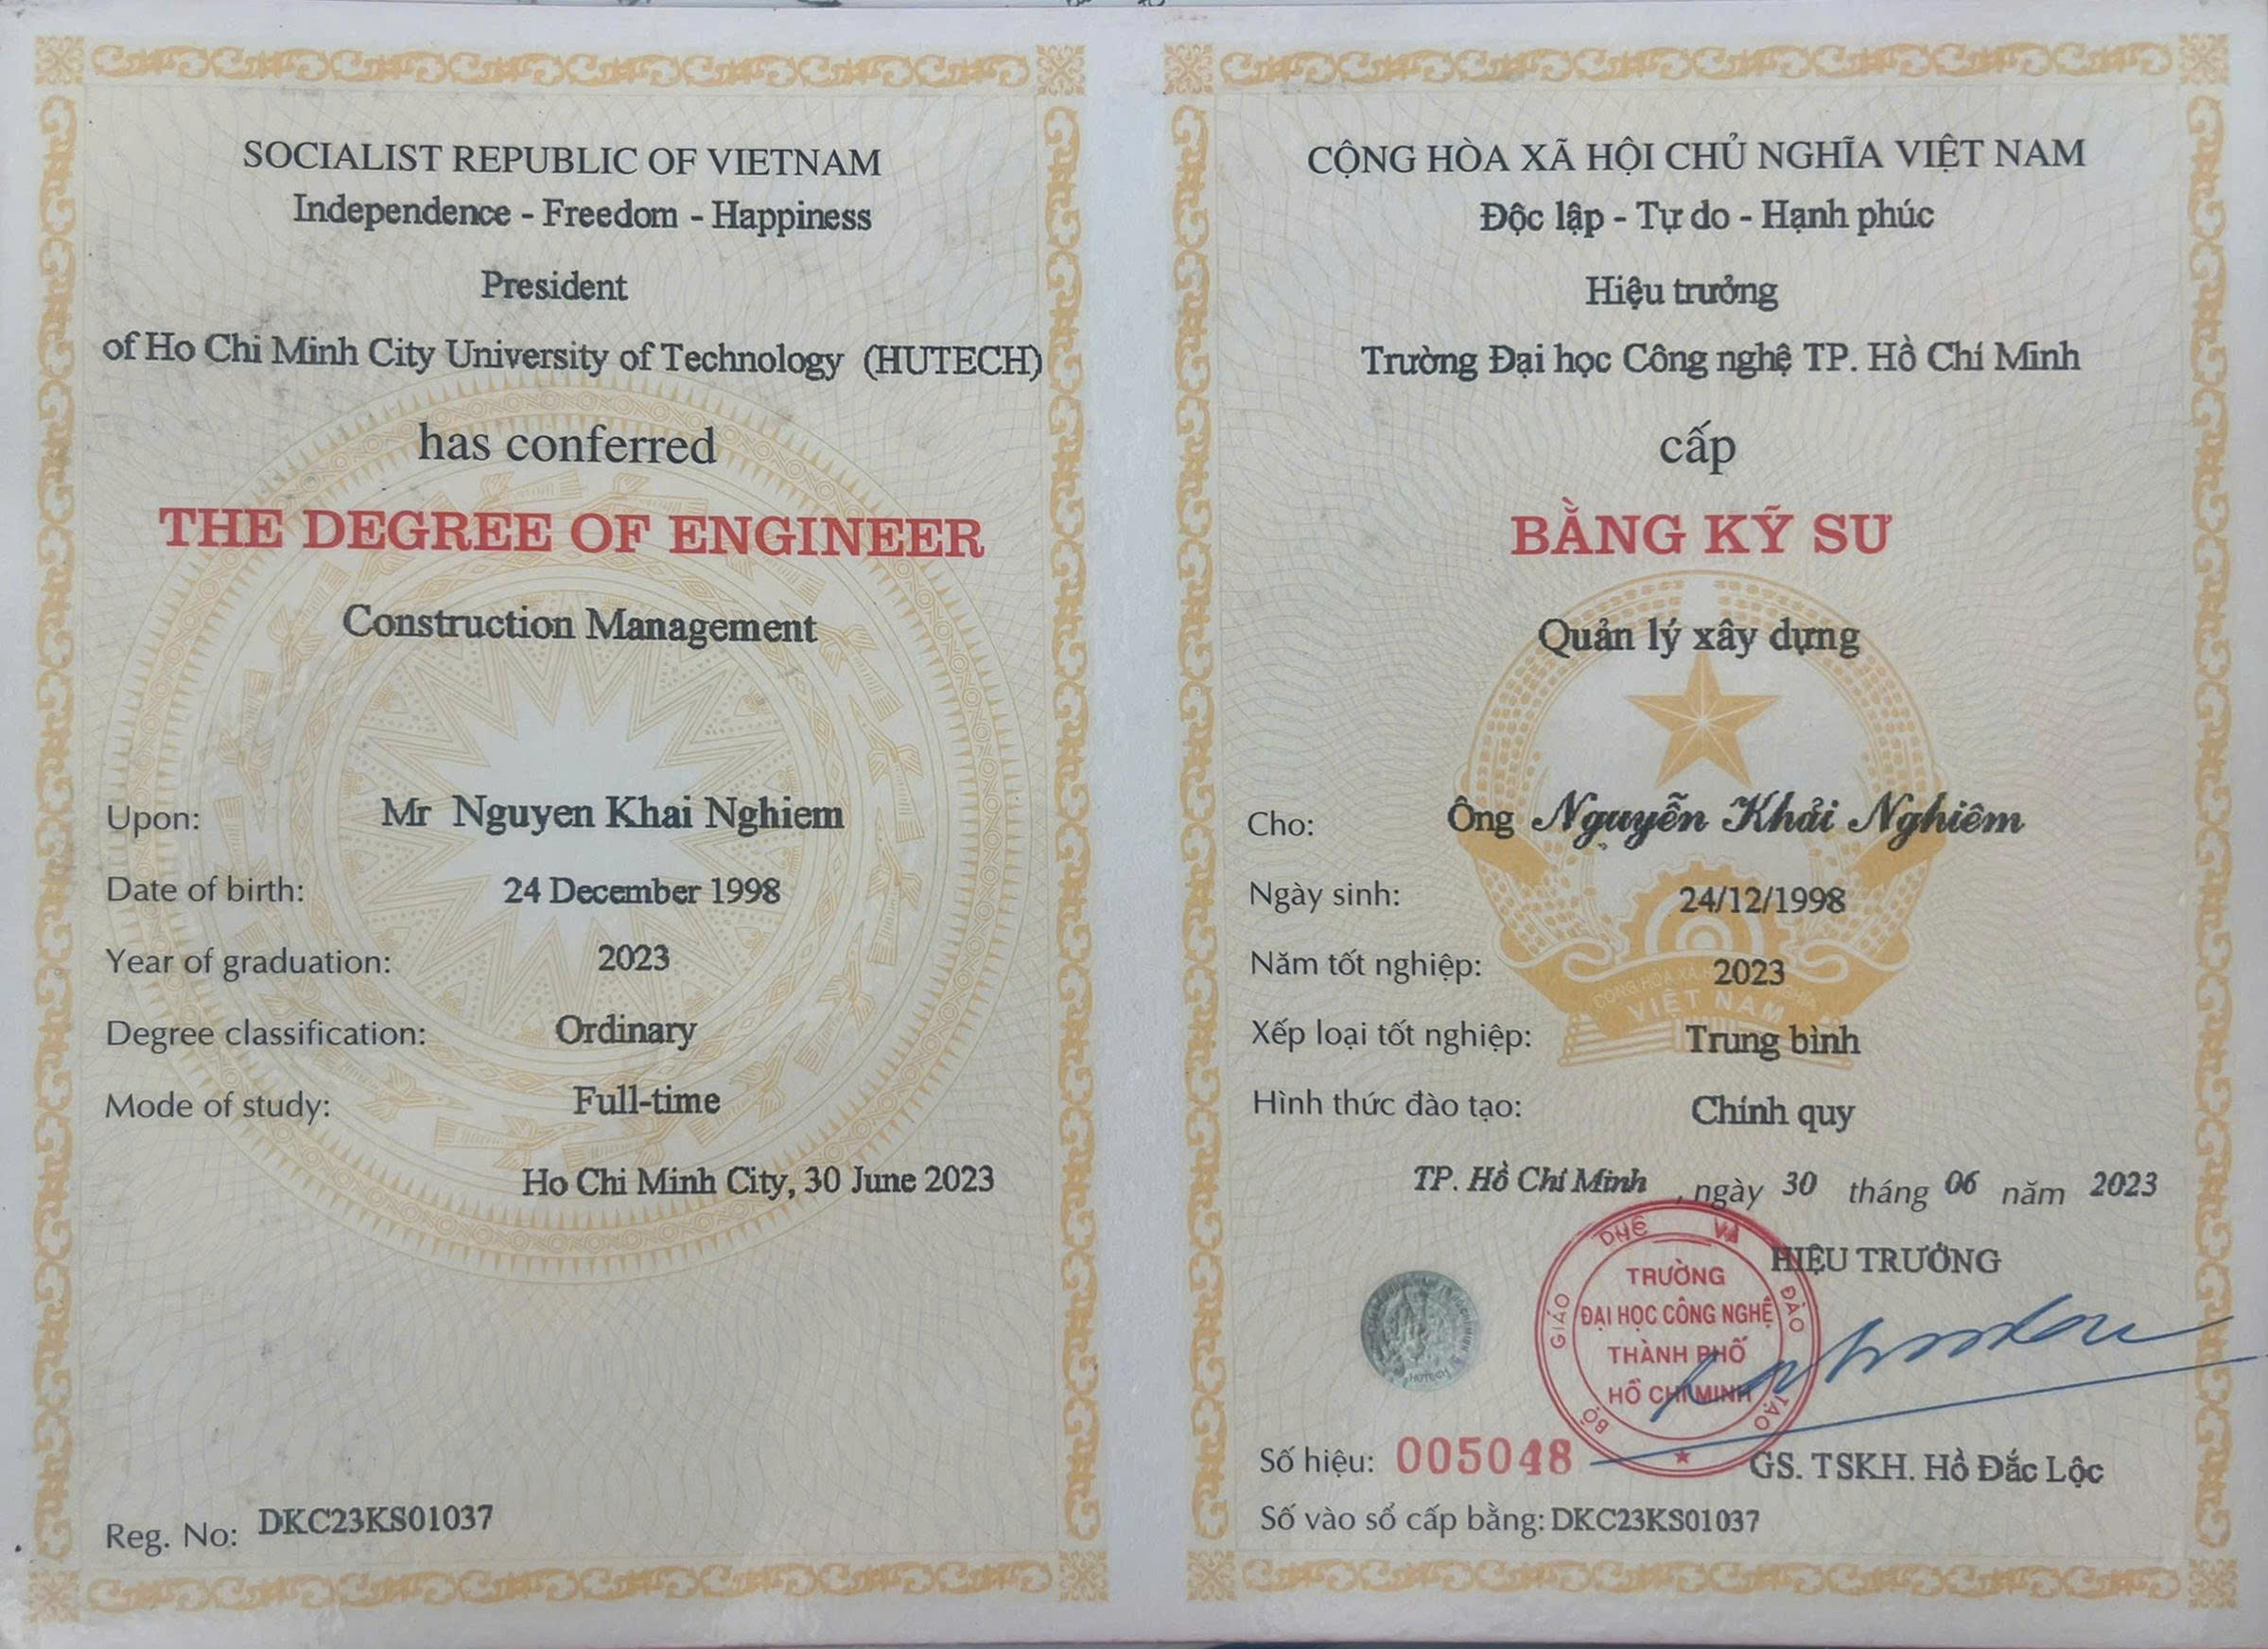 SOCIALIST REPUBLIC OF VIETNAM
Independence - Freedom - Happiness
President
of Ho Chi Minh City University of Technology (HUTECH)
has conferred
THE DEGREE OF ENGINEER
Construction Management
Upon: Mr Nguyen Khai Nghiem
Date of birth: 24 December 1998
Year of graduation: 2023
Degree classification: Ordinary
Mode of study: Full-time
Ho Chi Minh City, 30 June 2023
Reg. No: DKC23KS01037
CỘNG HÒA XÃ HỘI CHỦ NGHĨA VIỆT NAM
Độc lập - Tự do - Hạnh phúc
Hiệu trưởng
Trường Đại học Công nghệ TP. Hồ Chí Minh
cấp
BẰNG KỸ SƯ
Quản lý xây dựng
Cho: Ông Nguyễn Khải Nghiêm
Ngày sinh: 24/12/1998
Năm tốt nghiệp: 2023
VIỆT NAM
Xếp loại tốt nghiệp: Trung bình
Hình thức đào tạo: Chính quy
TP. Hồ Chí Minh, ngày 30 tháng 06 năm 2023
HIỆU TRƯỞNG
BỘ GIÁO VÀ ĐÀO TẠO
TRƯỜNG
ĐẠI HỌC CÔNG NGHỆ
THÀNH PHỐ
HỒ CHÍ MINH
HUTECH
Số hiệu: 005048
GS. TSKH. Hồ Đắc Lộc
Số vào sổ cấp bằng: DKC23KS01037